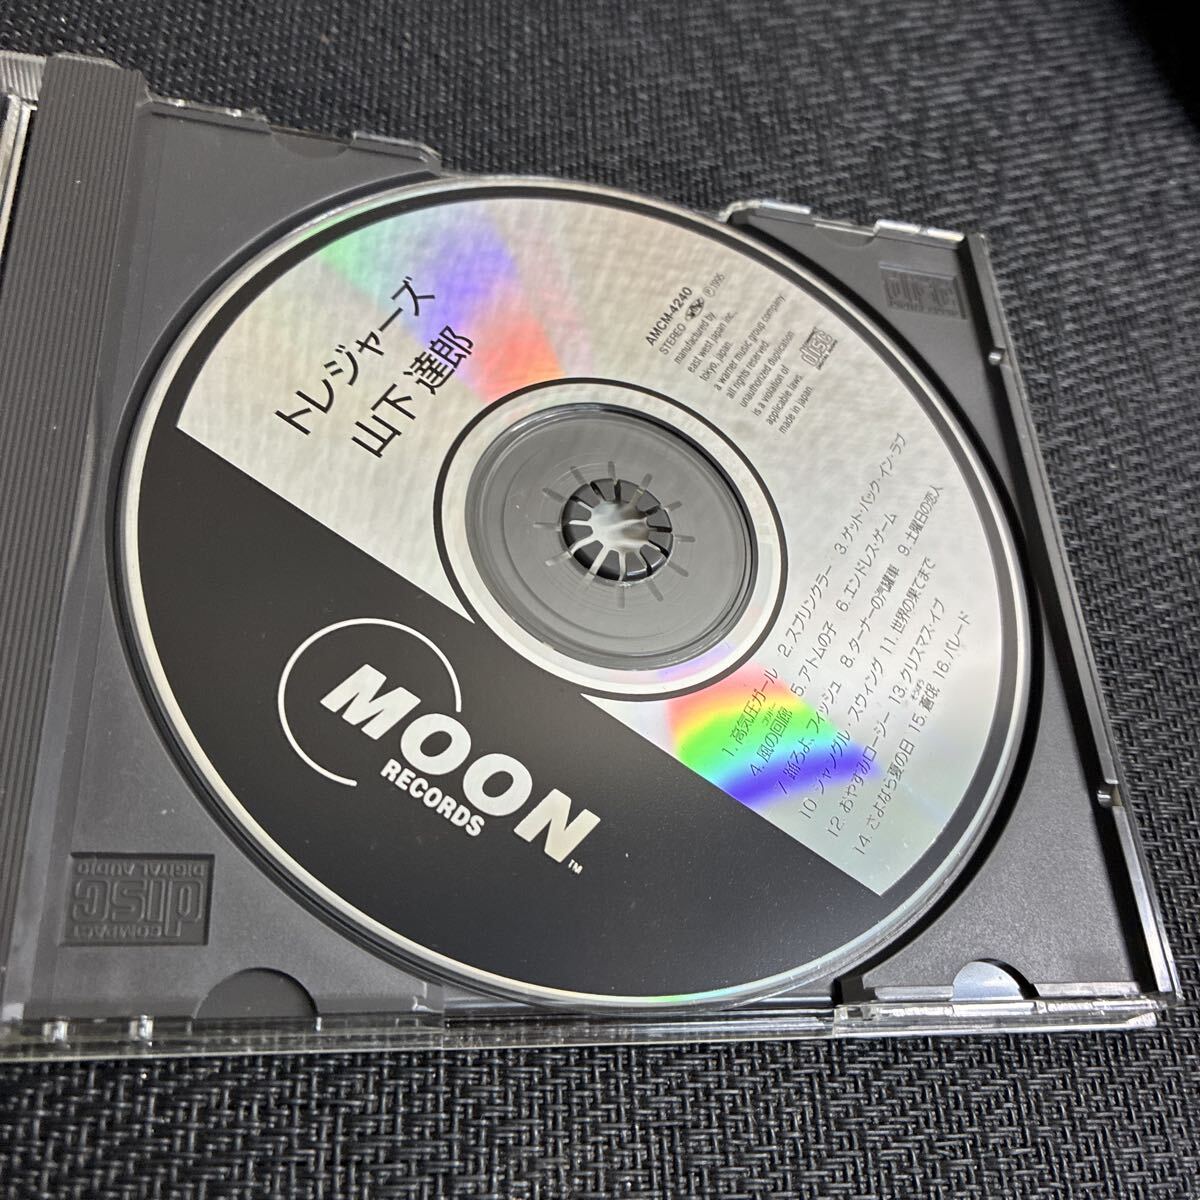 トレジャーズ
山下 達郎
AMCM-4240
STEREO ℗1995
manufactured by
east west japan inc.,
tokyo, japan.
a warner music group company.
all rights reserved.
unauthorized duplication
is a violation of
applicable laws.
made in japan.
1. 高気圧ガール 2. スプリンクラー 3. ゲット・バック・イン・ラブ
4. 風の回廊 5. アトムの子 6. エンドレス・ゲーム
7. 踊ろよ、フィッシュ 8. ターナーの汽罐車 9. 土曜日の恋人
10 ジャングル・スウィング 11. 世界の果てまで
12. おやすみロージー 13. クリスマス・イブ
14. さよなら夏の日 15. 蒼氓 16. パレード
MOON
RECORDS
TM
COMPACT
disc
DIGITAL AUDIO